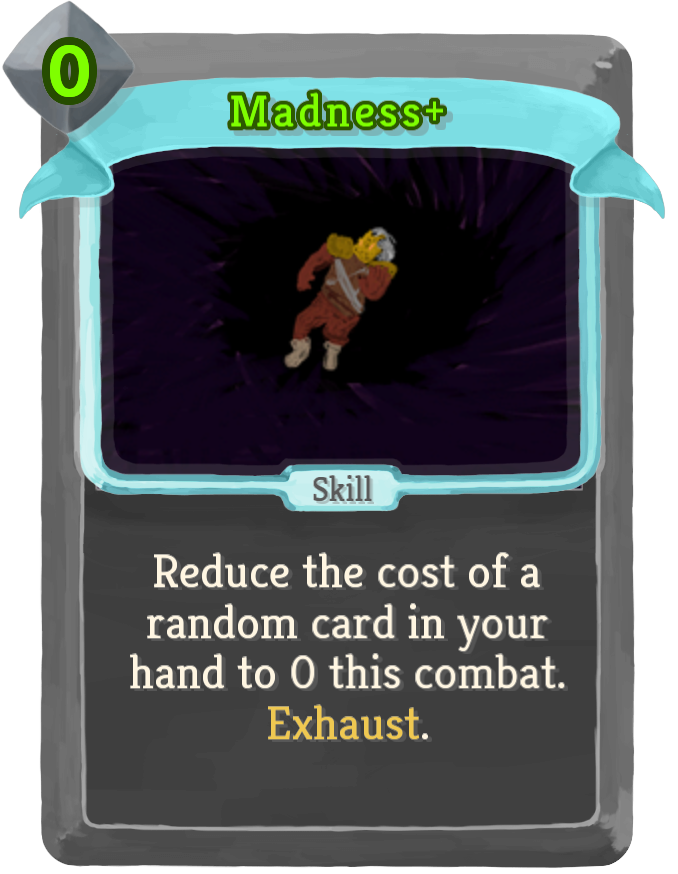 0
Madness+
Skill
Reduce the cost of a
random card in your
hand to 0 this combat.
Exhaust.